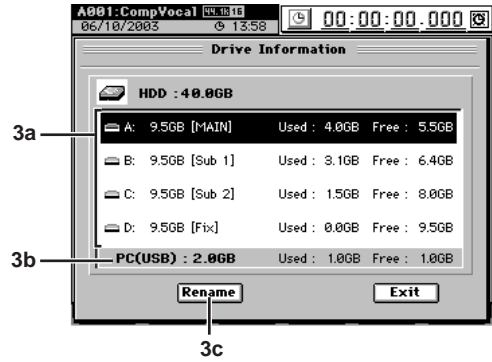 A001:CompVocal 44.1k 16
06/10/2003 13:58 00:00:00.000
Drive Information
HDD :40.0GB
3a
A: 9.5GB [MAIN] Used : 4.0GB Free : 5.5GB
B: 9.5GB [Sub 1] Used : 3.1GB Free : 6.4GB
C: 9.5GB [Sub 2] Used : 1.5GB Free : 8.0GB
D: 9.5GB [Fix] Used : 0.0GB Free : 9.5GB
3b
PC(USB) : 2.0GB Used : 1.0GB Free : 1.0GB
Rename Exit
3c